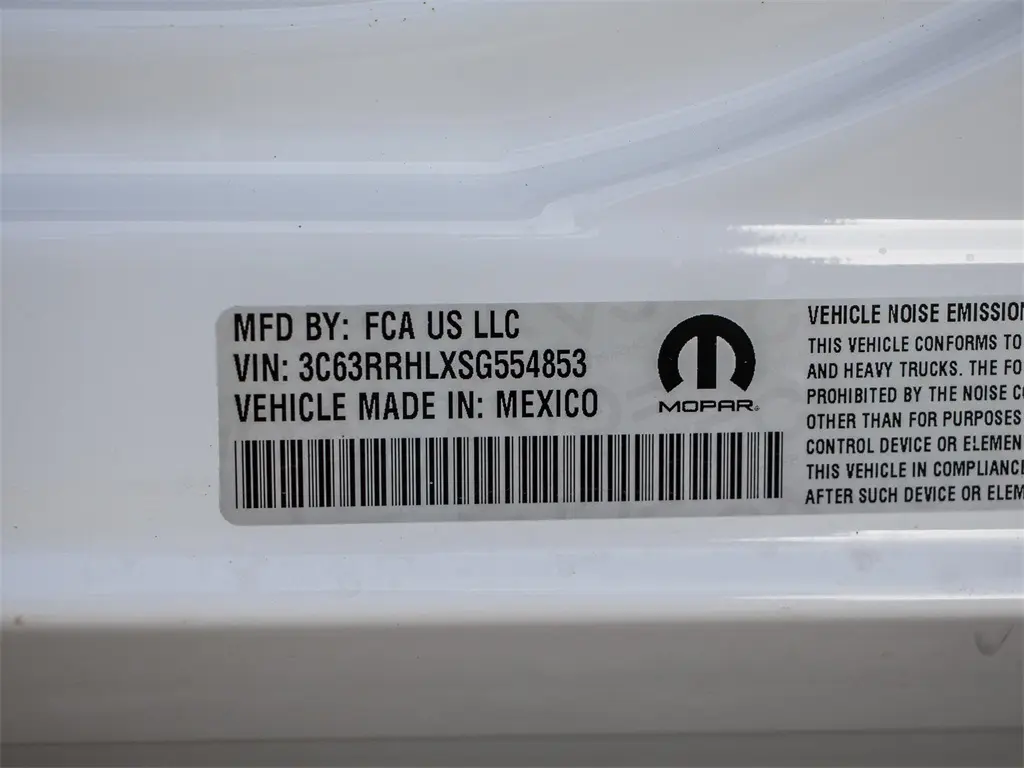 MFD BY: FCA US LLC
VIN: 3C63RRHLXSG554853
VEHICLE MADE IN: MEXICO
MOPAR®
VEHICLE NOISE EMISSION
THIS VEHICLE CONFORMS TO
AND HEAVY TRUCKS. THE FO
PROHIBITED BY THE NOISE CO
OTHER THAN FOR PURPOSES
CONTROL DEVICE OR ELEMEN
THIS VEHICLE IN COMPLIANCE
AFTER SUCH DEVICE OR ELEM